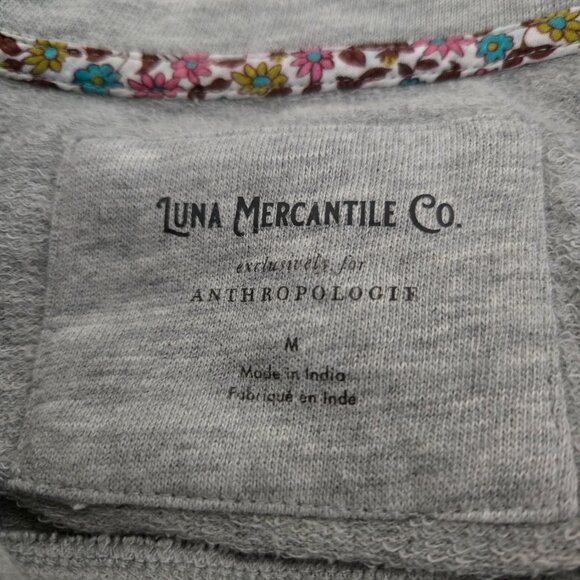 LUNA MERCANTILE CO.
exclusively for
ANTHROPOLOGIE
M
Made in India
Fabriqué en Inde